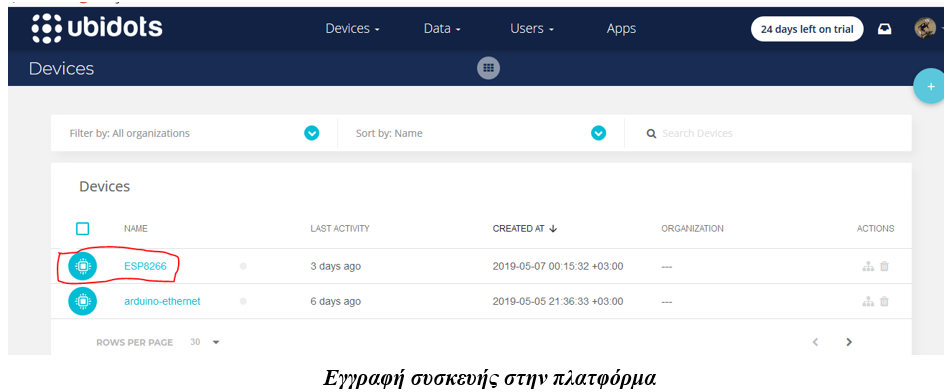 ubidots Devices Data Users Apps 24 days left on trial
Devices
+
Filter by: All organizations Sort by: Name Search Devices
Devices
NAME LAST ACTIVITY CREATED AT ORGANIZATION ACTIONS
ESP8266 3 days ago 2019-05-07 00:15:32 +03:00 ---
arduino-ethernet 6 days ago 2019-05-05 21:36:33 +03:00 ---
ROWS PER PAGE 30
Εγγραφή συσκευής στην πλατφόρμα